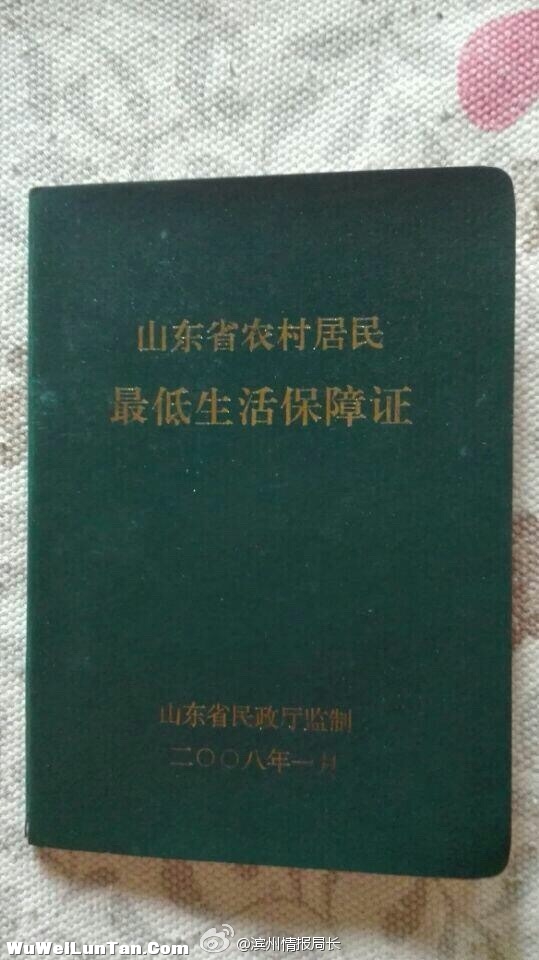 山东省农村居民
最低生活保障证
山东省民政厅监制
二〇〇八年一月
WuWeiLunTan.Com
@滨州情报局长